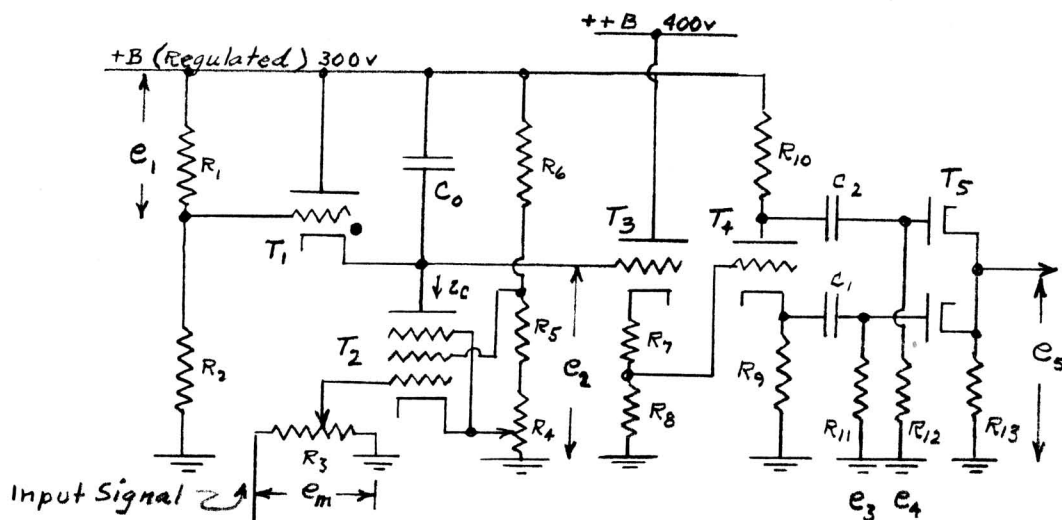 ++B 400v
+B (Regulated) 300v
e1
R1
C0
R6
R10
T1
T3
T4
C2
T5
ic
C1
R2
T2
R5
e2
R7
R9
e5
R3
R4
R8
R11
R12
R13
Input Signal
em
e3 e4